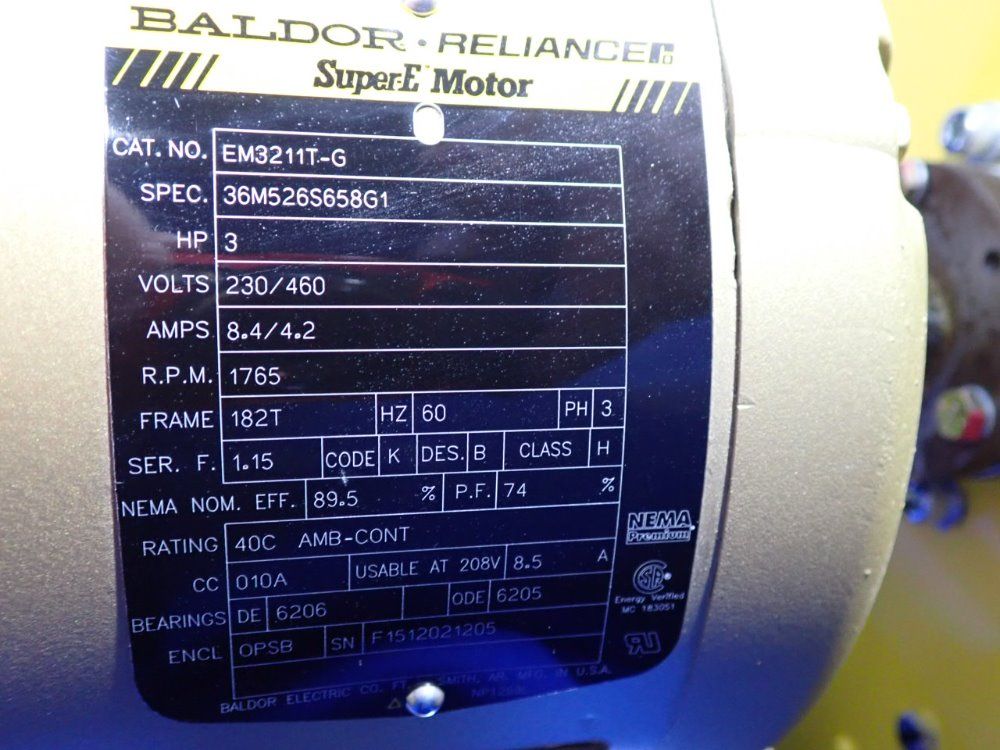 BALDOR · RELIANCER
Super-E Motor
CAT. NO. EM3211T-G
SPEC. 36M526S658G1
HP 3
VOLTS 230/460
AMPS 8.4/4.2
R.P.M. 1765
FRAME 182T HZ 60 PH 3
SER. F. 1.15 CODE K DES. B CLASS H
NEMA NOM. EFF. 89.5 % P.F. 74 %
RATING 40C AMB-CONT
NEMA
Premium
CC 010A USABLE AT 208V 8.5 A
Energy Verified
MC 183051
BEARINGS DE 6206 ODE 6205
ENCL OPSB SN F1512021205
BALDOR ELECTRIC CO. FT. SMITH, AR. MFG. IN U.S.A.